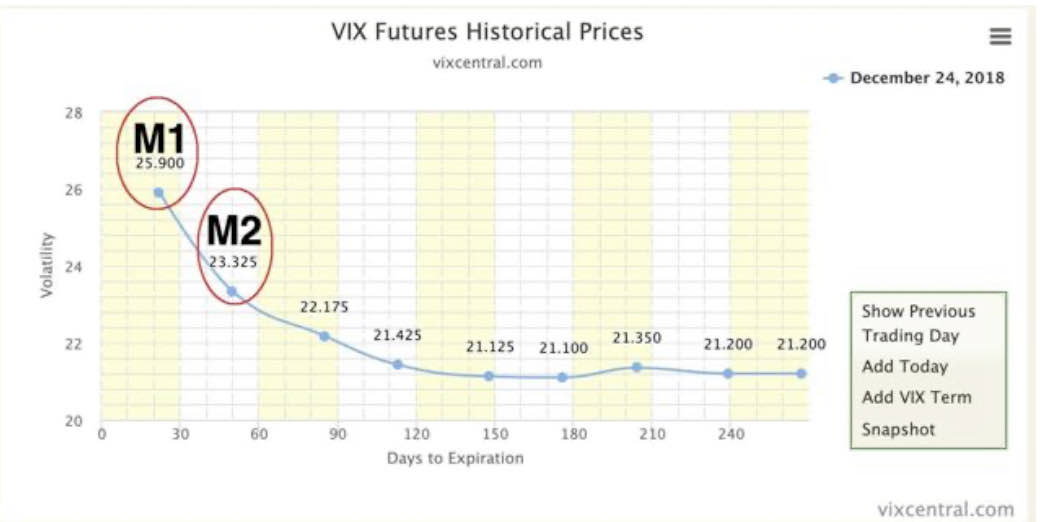 VIX Futures Historical Prices
vixcentral.com
December 24, 2018
28
26
24
22
20
Volatility
M1
25.900
M2
23.325
22.175
21.425
21.125
21.100
21.350
21.200
21.200
0 30 60 90 120 150 180 210 240
Days to Expiration
Show Previous
Trading Day
Add Today
Add VIX Term
Snapshot
vixcentral.com